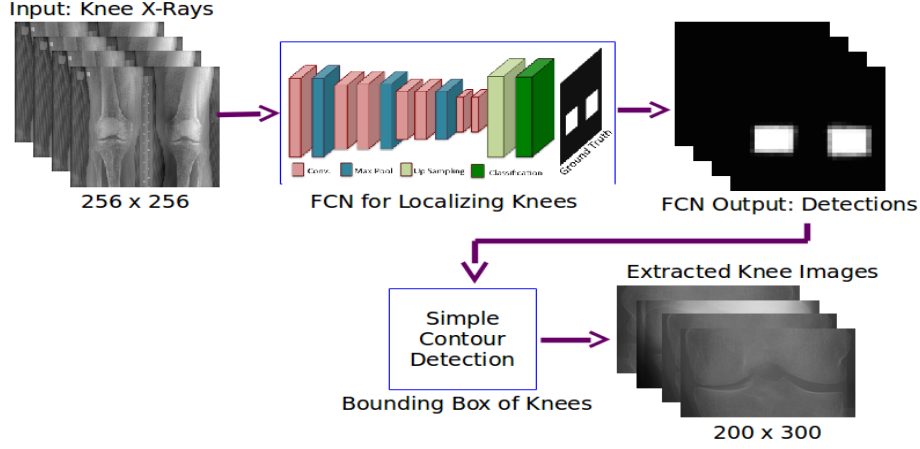 Input: Knee X-Rays
256 x 256
Conv.
Max Pool
Up Sampling
Classification
Ground Truth
FCN for Localizing Knees
FCN Output: Detections
Simple
Contour
Detection
Bounding Box of Knees
Extracted Knee Images
200 x 300